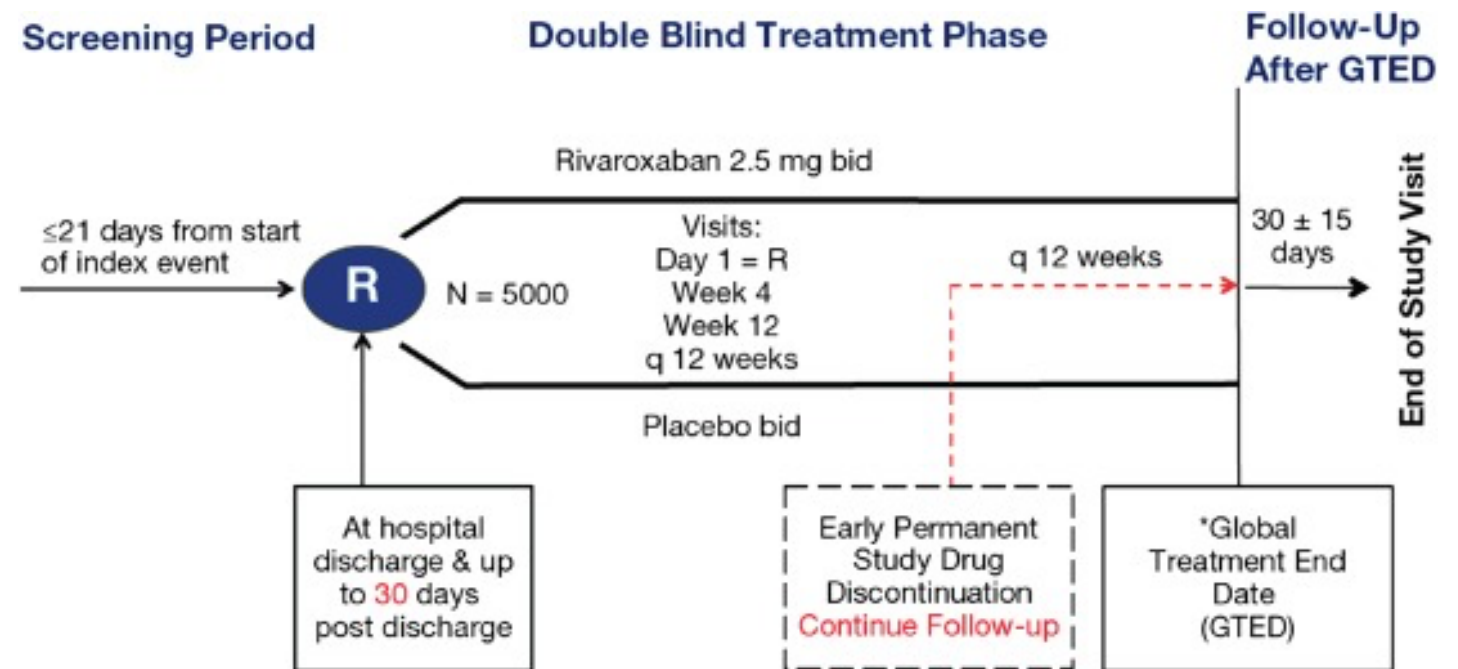 Screening Period
Double Blind Treatment Phase
Follow-Up
After GTED
Rivaroxaban 2.5 mg bid
≤21 days from start
of index event
R
N = 5000
Visits:
Day 1 = R
Week 4
Week 12
q 12 weeks
q 12 weeks
30 ± 15
days
End of Study Visit
Placebo bid
At hospital
discharge & up
to 30 days
post discharge
Early Permanent
Study Drug
Discontinuation
Continue Follow-up
*Global
Treatment End
Date
(GTED)